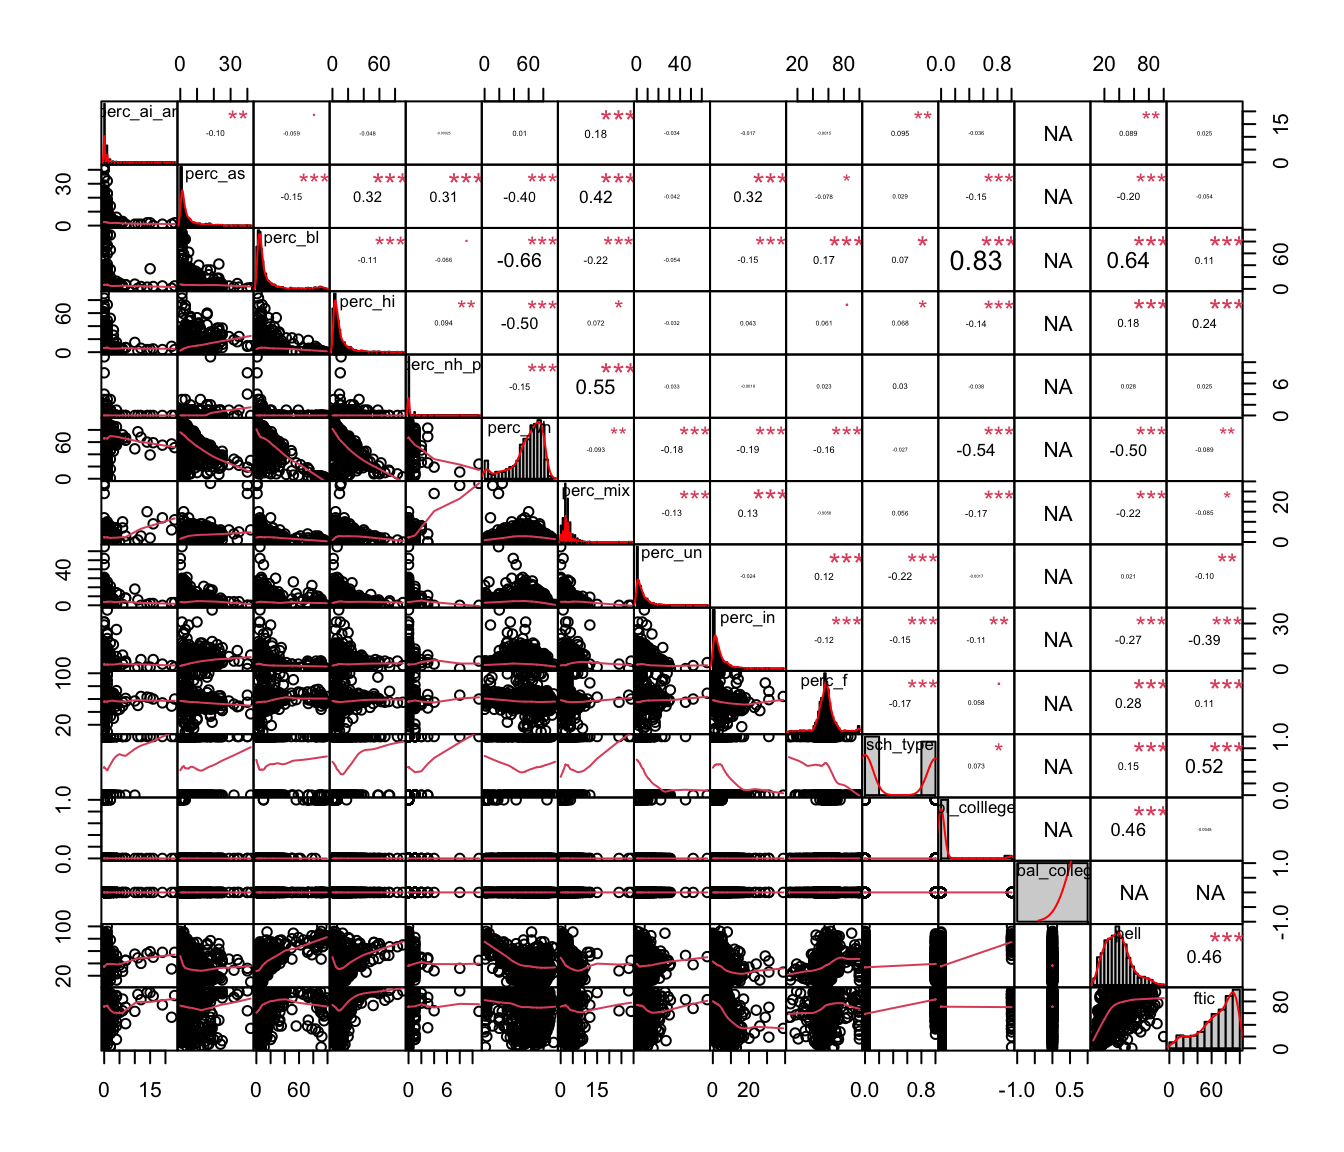 0 30 0 60 0 60 0 40 20 80 0.0 0.8 20 80
perc_ai_ar ** . *** ** NA **
-0.10 -0.059 -0.048 0.01 0.18 -0.034 -0.017 0.095 -0.036 0.089 0.025
15
0
30
0
perc_as *** *** *** *** *** *** * *** NA ***
-0.15 0.32 0.31 -0.40 0.42 -0.042 0.32 -0.078 0.029 -0.15 -0.20 -0.054
perc_bl *** . *** *** *** *** * *** NA *** ***
-0.11 -0.066 -0.66 -0.22 -0.054 -0.15 0.17 0.07 0.83 0.64 0.11
60
0
60
0
perc_hi ** *** * . * *** NA *** ***
0.094 -0.50 0.072 -0.032 0.043 0.061 0.068 -0.14 0.18 0.24
erc_nh_p *** *** NA
-0.15 0.55 -0.033 0.023 0.03 -0.038 0.028 0.025
6
0
60
0
** *** *** *** *** NA *** **
-0.093 -0.18 -0.19 -0.16 -0.027 -0.54 -0.50 -0.089
perc_mix *** *** *** NA *** *
-0.13 0.13 0.056 -0.17 -0.22 -0.085
20
0
40
0
perc_un *** *** NA **
-0.024 0.12 -0.22 0.021 -0.10
perc_in *** *** ** NA *** ***
-0.12 -0.15 -0.11 -0.27 -0.39
30
0
100
20
perc_f *** . NA *** ***
-0.17 0.058 0.28 0.11
sch_type * NA *** ***
0.073 0.15 0.52
1.0
0.0
1.0
0.0
_colllege NA ***
0.46
bal_colleg NA NA
1.0
-1.0
100
20
pell ***
0.46
ftic
80
0
0 15 0 60 0 6 0 15 0 20 0.0 0.8 -1.0 0.5 0 60